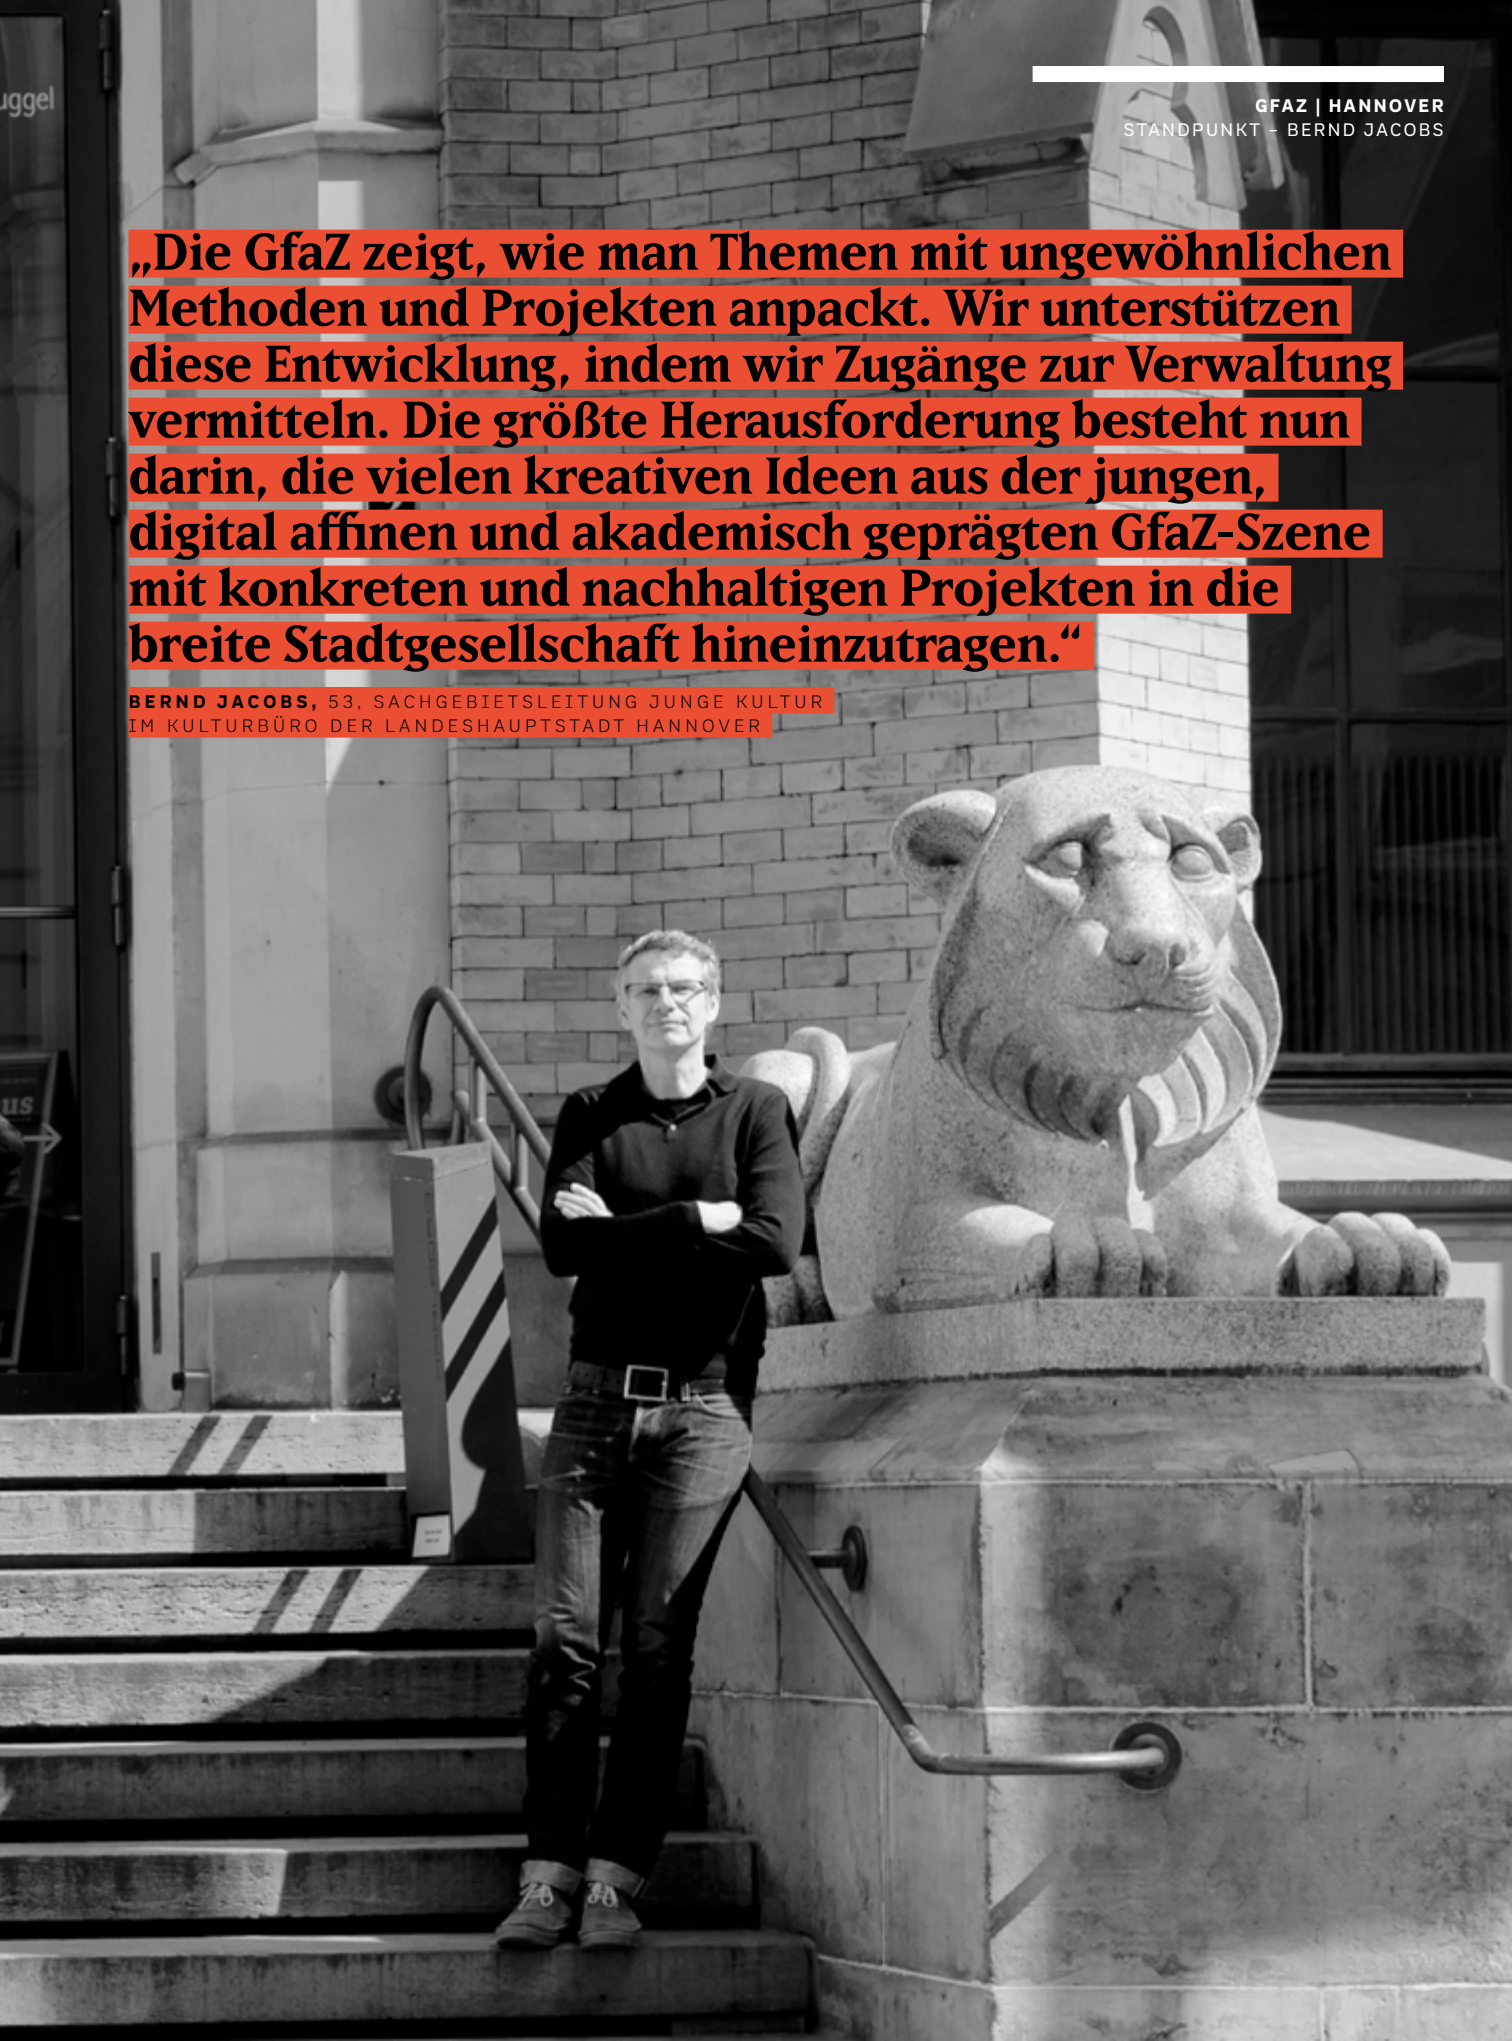 GFAZ | HANNOVER
STANDPUNKT – BERND JACOBS
„Die GfaZ zeigt, wie man Themen mit ungewöhnlichen
Methoden und Projekten anpackt. Wir unterstützen
diese Entwicklung, indem wir Zugänge zur Verwaltung
vermitteln. Die größte Herausforderung besteht nun
darin, die vielen kreativen Ideen aus der jungen,
digital affinen und akademisch geprägten GfaZ-Szene
mit konkreten und nachhaltigen Projekten in die
breite Stadtgesellschaft hineinzutragen.“
BERND JACOBS, 53, SACHGEBIETSLEITUNG JUNGE KULTUR
IM KULTURBÜRO DER LANDESHAUPTSTADT HANNOVER
uggel
us